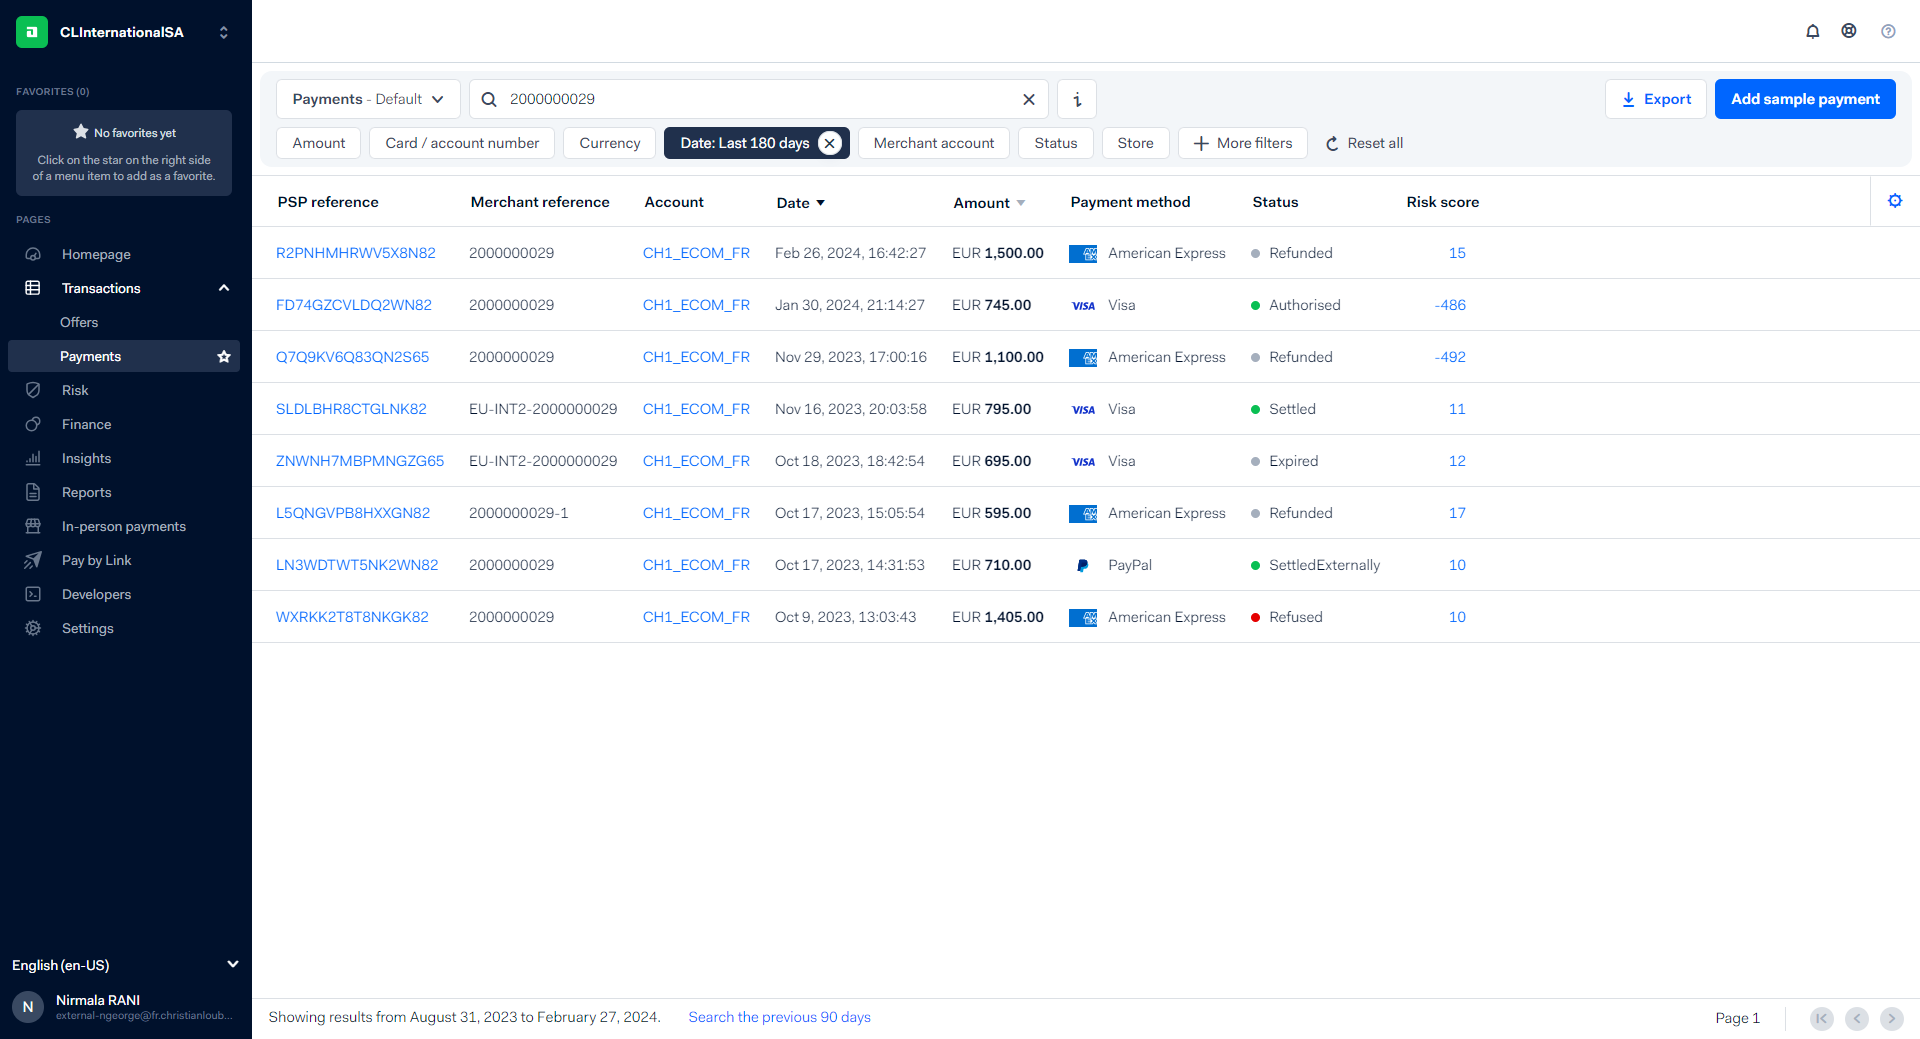 CLInternationalSA
FAVORITES (0)
No favorites yet
Click on the star on the right side
of a menu item to add as a favorite.
PAGES
Homepage
Transactions
Offers
Payments
Risk
Finance
Insights
Reports
In-person payments
Pay by Link
Developers
Settings
English (en-US)
N
Nirmala RANI
external-ngeorge@fr.christianloub...
Payments - Default
2000000029
Export
Add sample payment
Amount Card / account number Currency Date: Last 180 days Merchant account Status Store More filters Reset all
PSP reference Merchant reference Account Date Amount Payment method Status Risk score
R2PNHMHRWV5X8N82 2000000029 CH1_ECOM_FR Feb 26, 2024, 16:42:27 EUR 1,500.00 American Express Refunded 15
FD74GZCVLDQ2WN82 2000000029 CH1_ECOM_FR Jan 30, 2024, 21:14:27 EUR 745.00 VISA Visa Authorised -486
Q7Q9KV6Q83QN2S65 2000000029 CH1_ECOM_FR Nov 29, 2023, 17:00:16 EUR 1,100.00 American Express Refunded -492
SLDLBHR8CTGLNK82 EU-INT2-2000000029 CH1_ECOM_FR Nov 16, 2023, 20:03:58 EUR 795.00 VISA Visa Settled 11
ZNWNH7MBPMNGZG65 EU-INT2-2000000029 CH1_ECOM_FR Oct 18, 2023, 18:42:54 EUR 695.00 VISA Visa Expired 12
L5QNGVPB8HXXGN82 2000000029-1 CH1_ECOM_FR Oct 17, 2023, 15:05:54 EUR 595.00 American Express Refunded 17
LN3WDTWT5NK2WN82 2000000029 CH1_ECOM_FR Oct 17, 2023, 14:31:53 EUR 710.00 PayPal SettledExternally 10
WXRKK2T8T8NKGK82 2000000029 CH1_ECOM_FR Oct 9, 2023, 13:03:43 EUR 1,405.00 American Express Refused 10
Showing results from August 31, 2023 to February 27, 2024. Search the previous 90 days
Page 1